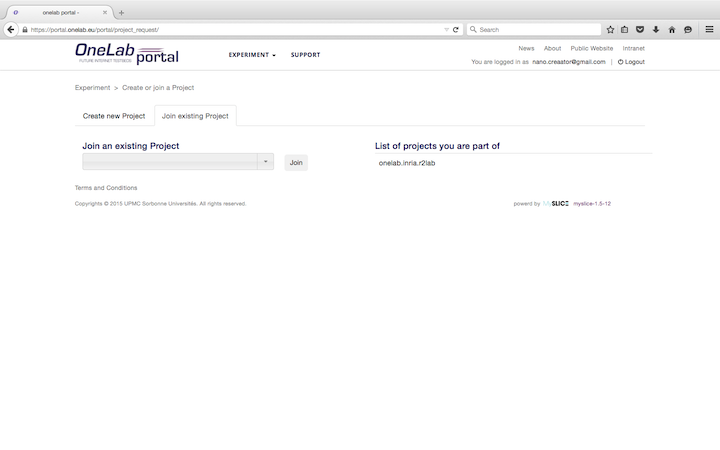 onelab portal -
https://portal.onelab.eu/portal/project_request/
Search
OneLab
FUTURE INTERNET TESTBEDS
portal
EXPERIMENT
SUPPORT
News
About
Public Website
Intranet
You are logged in as nano.creaator@gmail.com | Logout
Experiment > Create or join a Project
Create new Project
Join existing Project
Join an existing Project
Join
List of projects you are part of
onelab.inria.r2lab
Terms and Conditions
Copyrights © 2015 UPMC Sorbonne Universités. All rights reserved.
powerd by MYSLICE myslice-1.5-12